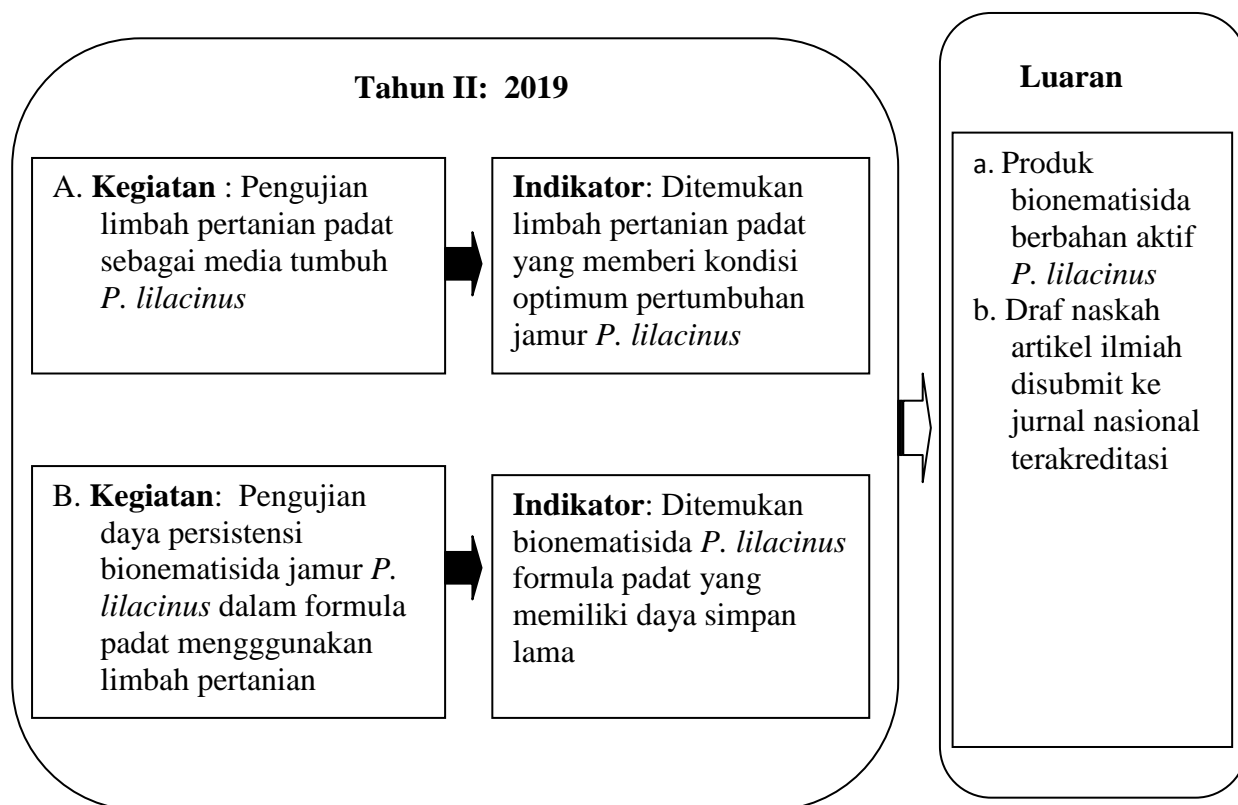 Tahun II: 2019
A. Kegiatan : Pengujian
limbah pertanian padat
sebagai media tumbuh
P. lilacinus
Indikator: Ditemukan
limbah pertanian padat
yang memberi kondisi
optimum pertumbuhan
jamur P. lilacinus
B. Kegiatan: Pengujian
daya persistensi
bionematisida jamur P.
lilacinus dalam formula
padat mengggunakan
limbah pertanian
Indikator: Ditemukan
bionematisida P. lilacinus
formula padat yang
memiliki daya simpan
lama
Luaran
a. Produk
bionematisida
berbahan aktif
P. lilacinus
b. Draf naskah
artikel ilmiah
disubmit ke
jurnal nasional
terakreditasi